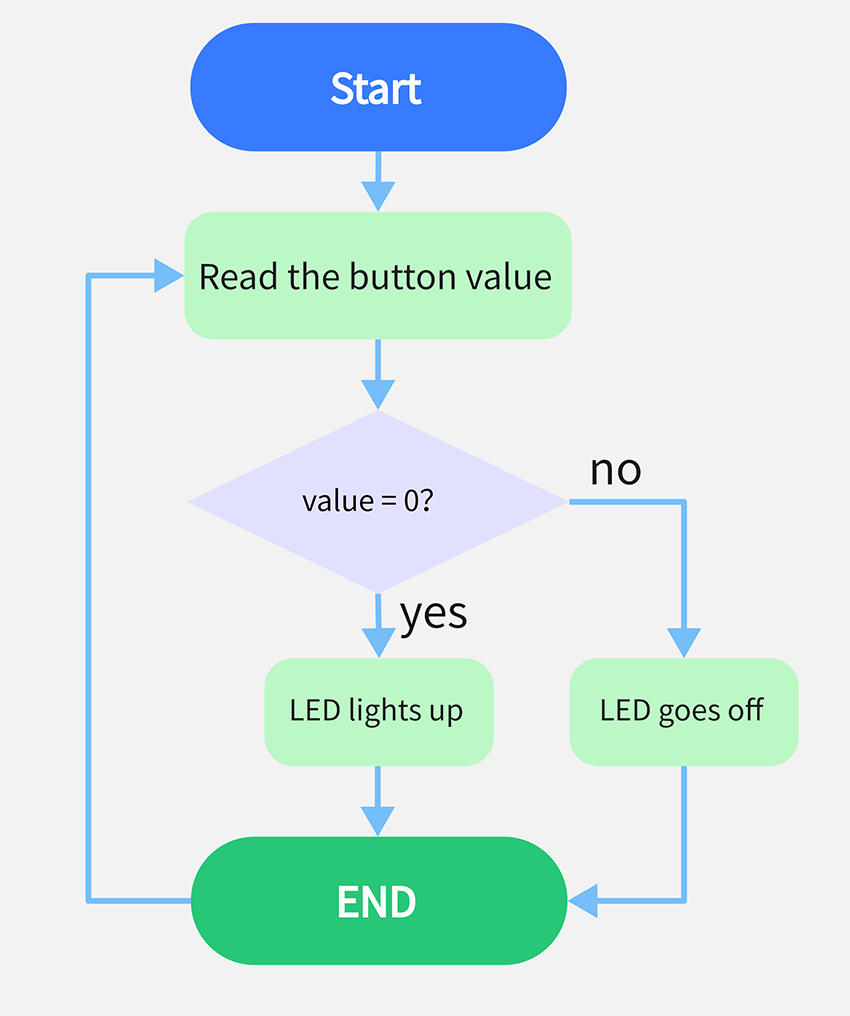 Start
Read the button value
value = 0?
no
yes
LED lights up
LED goes off
END